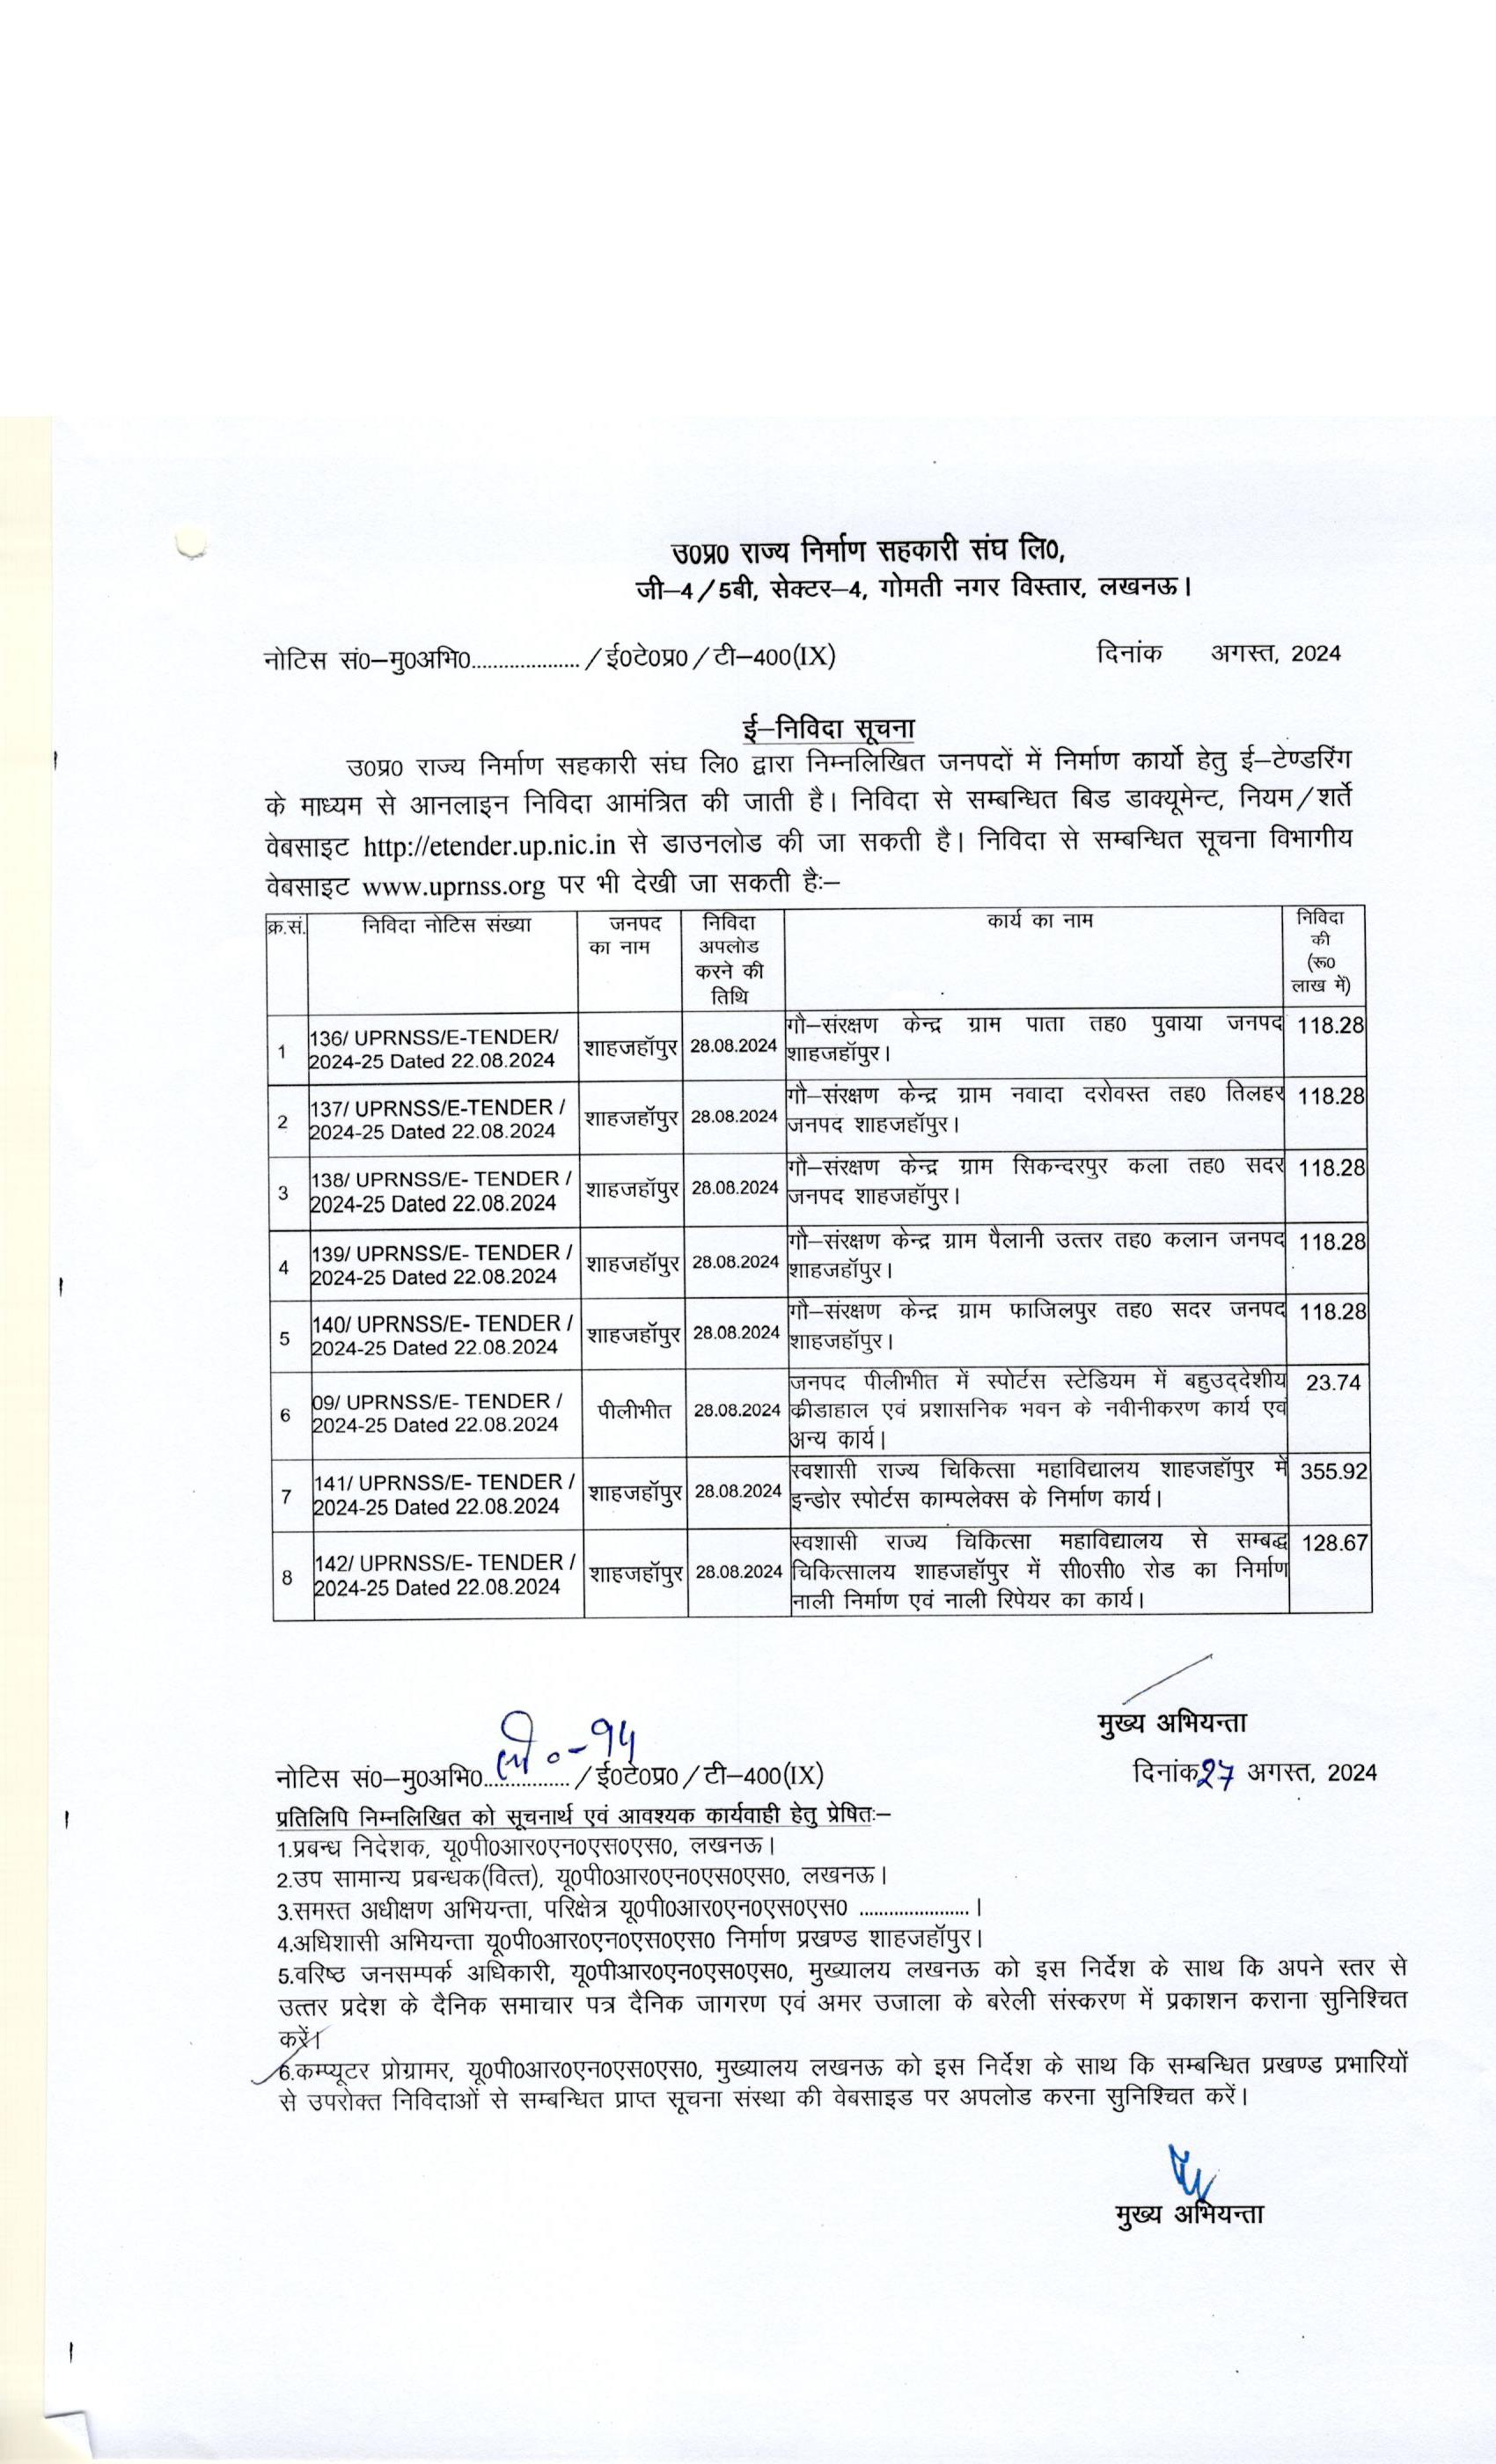 उ0प्र0 राज्य निर्माण सहकारी संघ लि0,
जी–4/5बी, सेक्टर–4, गोमती नगर विस्तार, लखनऊ।
नोटिस सं0–मु0अभि0.................../ई0टे0प्र0/टी–400(IX) दिनांक अगस्त, 2024
ई–निविदा सूचना
उ0प्र0 राज्य निर्माण सहकारी संघ लि0 द्वारा निम्नलिखित जनपदों में निर्माण कार्यो हेतु ई–टेण्डरिंग
के माध्यम से आनलाइन निविदा आमंत्रित की जाती है। निविदा से सम्बन्धित बिड डाक्यूमेन्ट, नियम/शर्ते
वेबसाइट http://etender.up.nic.in से डाउनलोड की जा सकती है। निविदा से सम्बन्धित सूचना विभागीय
वेबसाइट www.uprnss.org पर भी देखी जा सकती है:–
क्र.सं. निविदा नोटिस संख्या जनपद का नाम निविदा अपलोड करने की तिथि कार्य का नाम निविदा की (रू0 लाख में)
1 136/ UPRNSS/E-TENDER/ 2024-25 Dated 22.08.2024 शाहजहॉपुर 28.08.2024 गौ–संरक्षण केन्द्र ग्राम पाता तह0 पुवाया जनपद शाहजहॉपुर। 118.28
2 137/ UPRNSS/E-TENDER / 2024-25 Dated 22.08.2024 शाहजहॉपुर 28.08.2024 गौ–संरक्षण केन्द्र ग्राम नवादा दरोवस्त तह0 तिलहर जनपद शाहजहॉपुर। 118.28
3 138/ UPRNSS/E- TENDER / 2024-25 Dated 22.08.2024 शाहजहॉपुर 28.08.2024 गौ–संरक्षण केन्द्र ग्राम सिकन्दरपुर कला तह0 सदर जनपद शाहजहॉपुर। 118.28
4 139/ UPRNSS/E- TENDER / 2024-25 Dated 22.08.2024 शाहजहॉपुर 28.08.2024 गौ–संरक्षण केन्द्र ग्राम पैलानी उत्तर तह0 कलान जनपद शाहजहॉपुर। 118.28
5 140/ UPRNSS/E- TENDER / 2024-25 Dated 22.08.2024 शाहजहॉपुर 28.08.2024 गौ–संरक्षण केन्द्र ग्राम फाजिलपुर तह0 सदर जनपद शाहजहॉपुर। 118.28
6 09/ UPRNSS/E- TENDER / 2024-25 Dated 22.08.2024 पीलीभीत 28.08.2024 जनपद पीलीभीत में स्पोर्टस स्टेडियम में बहुउद्देशीय क्रीडाहाल एवं प्रशासनिक भवन के नवीनीकरण कार्य एवं अन्य कार्य। 23.74
7 141/ UPRNSS/E- TENDER / 2024-25 Dated 22.08.2024 शाहजहॉपुर 28.08.2024 स्वशासी राज्य चिकित्सा महाविद्यालय शाहजहॉपुर में इन्डोर स्पोर्टस काम्पलेक्स के निर्माण कार्य। 355.92
8 142/ UPRNSS/E- TENDER / 2024-25 Dated 22.08.2024 शाहजहॉपुर 28.08.2024 स्वशासी राज्य चिकित्सा महाविद्यालय से सम्बद्ध चिकित्सालय शाहजहॉपुर में सी0सी0 रोड का निर्माण नाली निर्माण एवं नाली रिपेयर का कार्य। 128.67
मुख्य अभियन्ता
नोटिस सं0–मु0अभि0.............../ई0टे0प्र0/टी–400(IX) दिनांक 27 अगस्त, 2024
प्रतिलिपि निम्नलिखित को सूचनार्थ एवं आवश्यक कार्यवाही हेतु प्रेषित:–
1.प्रबन्ध निदेशक, यू0पी0आर0एन0एस0एस0, लखनऊ।
2.उप सामान्य प्रबन्धक(वित्त), यू0पी0आर0एन0एस0एस0, लखनऊ।
3.समस्त अधीक्षण अभियन्ता, परिक्षेत्र यू0पी0आर0एन0एस0एस0 ......................।
4.अधिशासी अभियन्ता यू0पी0आर0एन0एस0एस0 निर्माण प्रखण्ड शाहजहॉपुर।
5.वरिष्ठ जनसम्पर्क अधिकारी, यू0पीआर0एन0एस0एस0, मुख्यालय लखनऊ को इस निर्देश के साथ कि अपने स्तर से
उत्तर प्रदेश के दैनिक समाचार पत्र दैनिक जागरण एवं अमर उजाला के बरेली संस्करण में प्रकाशन कराना सुनिश्चित
करें।
6.कम्प्यूटर प्रोग्रामर, यू0पी0आर0एन0एस0एस0, मुख्यालय लखनऊ को इस निर्देश के साथ कि सम्बन्धित प्रखण्ड प्रभारियों
से उपरोक्त निविदाओं से सम्बन्धित प्राप्त सूचना संस्था की वेबसाइड पर अपलोड करना सुनिश्चित करें।
मुख्य अभियन्ता